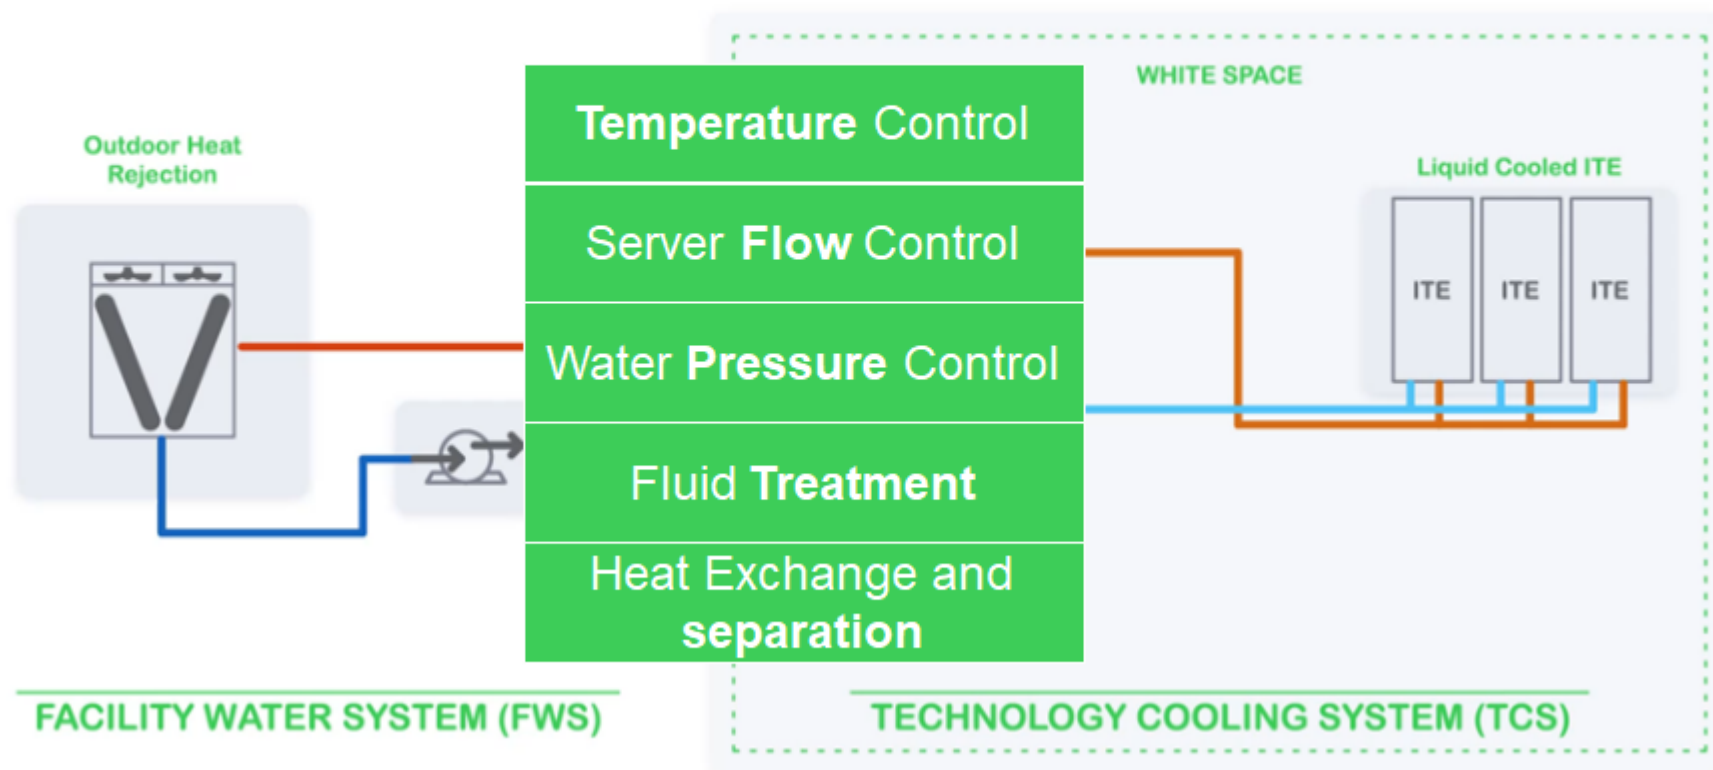 WHITE SPACE
Temperature Control
Outdoor Heat
Rejection
Liquid Cooled ITE
Server Flow Control
ITE
ITE
ITE
Water Pressure Control
Fluid Treatment
Heat Exchange and
separation
FACILITY WATER SYSTEM (FWS)
TECHNOLOGY COOLING SYSTEM (TCS)